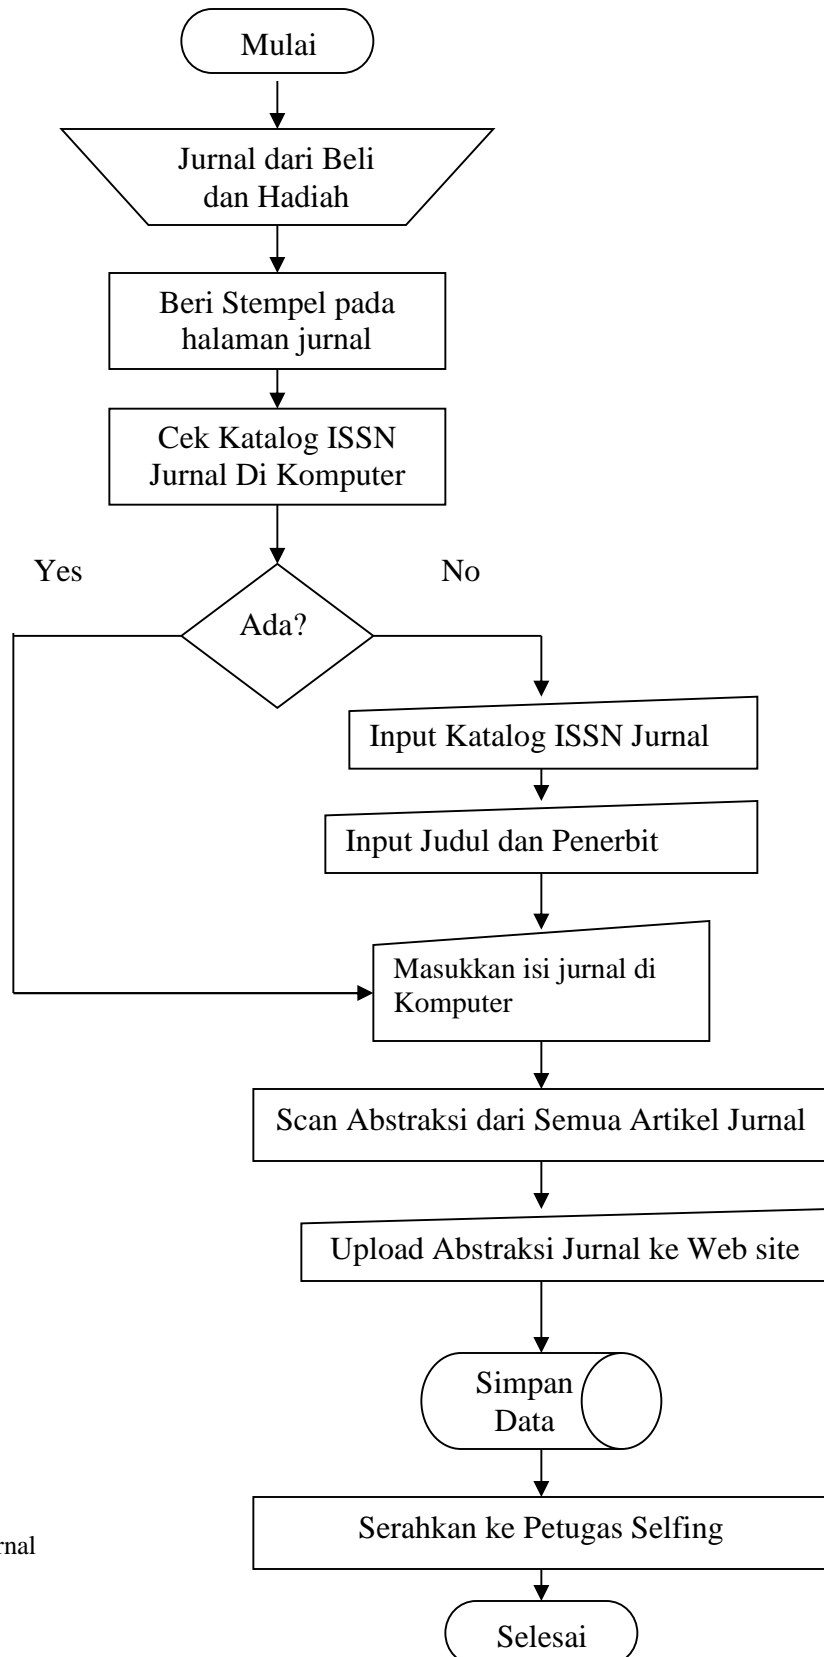 Mulai
Jurnal dari Beli
dan Hadiah
Beri Stempel pada
halaman jurnal
Cek Katalog ISSN
Jurnal Di Komputer
Yes
No
Ada?
Input Katalog ISSN Jurnal
Input Judul dan Penerbit
Masukkan isi jurnal di
Komputer
Scan Abstraksi dari Semua Artikel Jurnal
Upload Abstraksi Jurnal ke Web site
Simpan
Data
Serahkan ke Petugas Selfing
Selesai